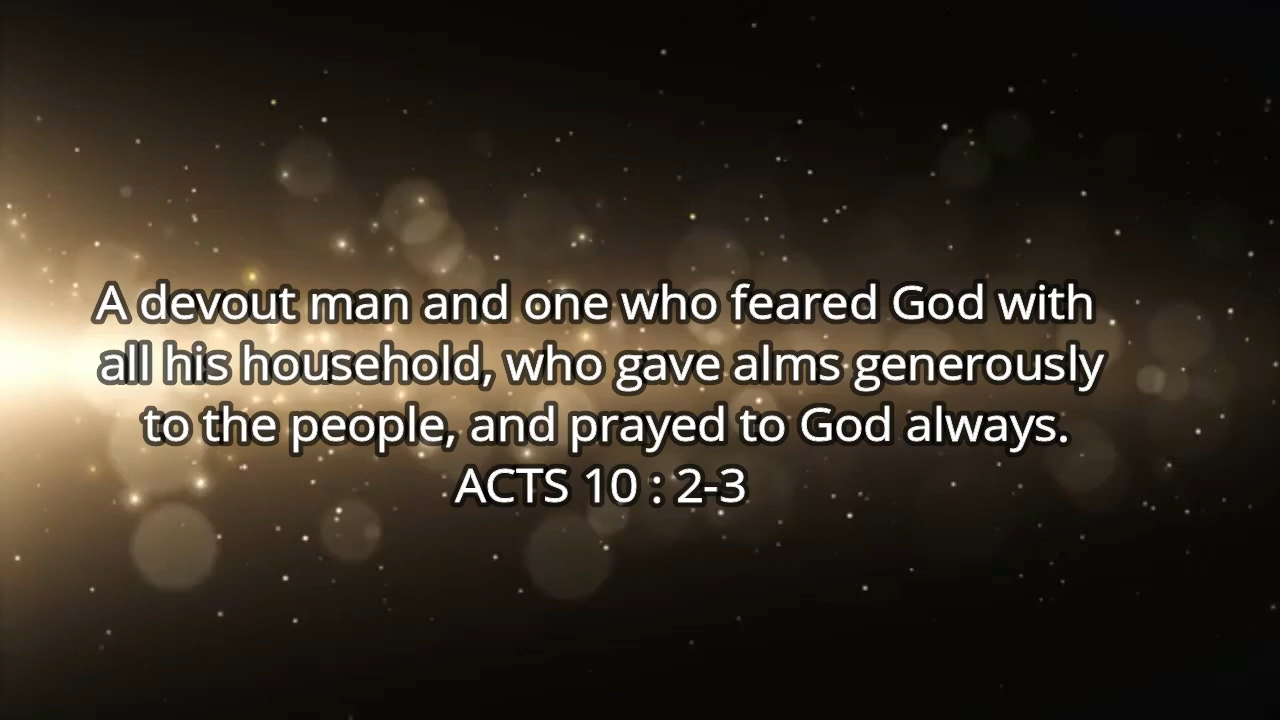 A devout man and one who feared God with
all his household, who gave alms generously
to the people, and prayed to God always.
ACTS 10 : 2-3